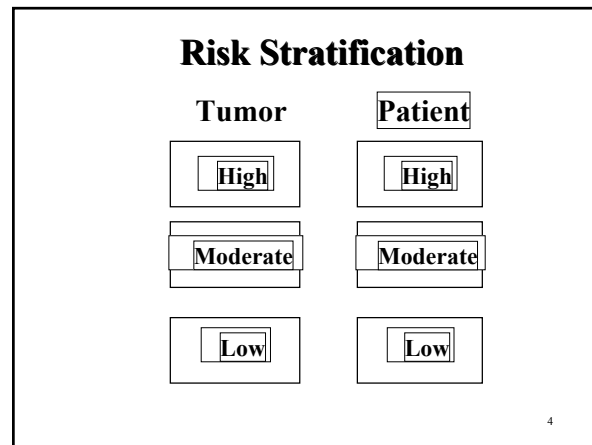 Risk Stratification
Tumor Patient
High High
Moderate Moderate
Low Low
4